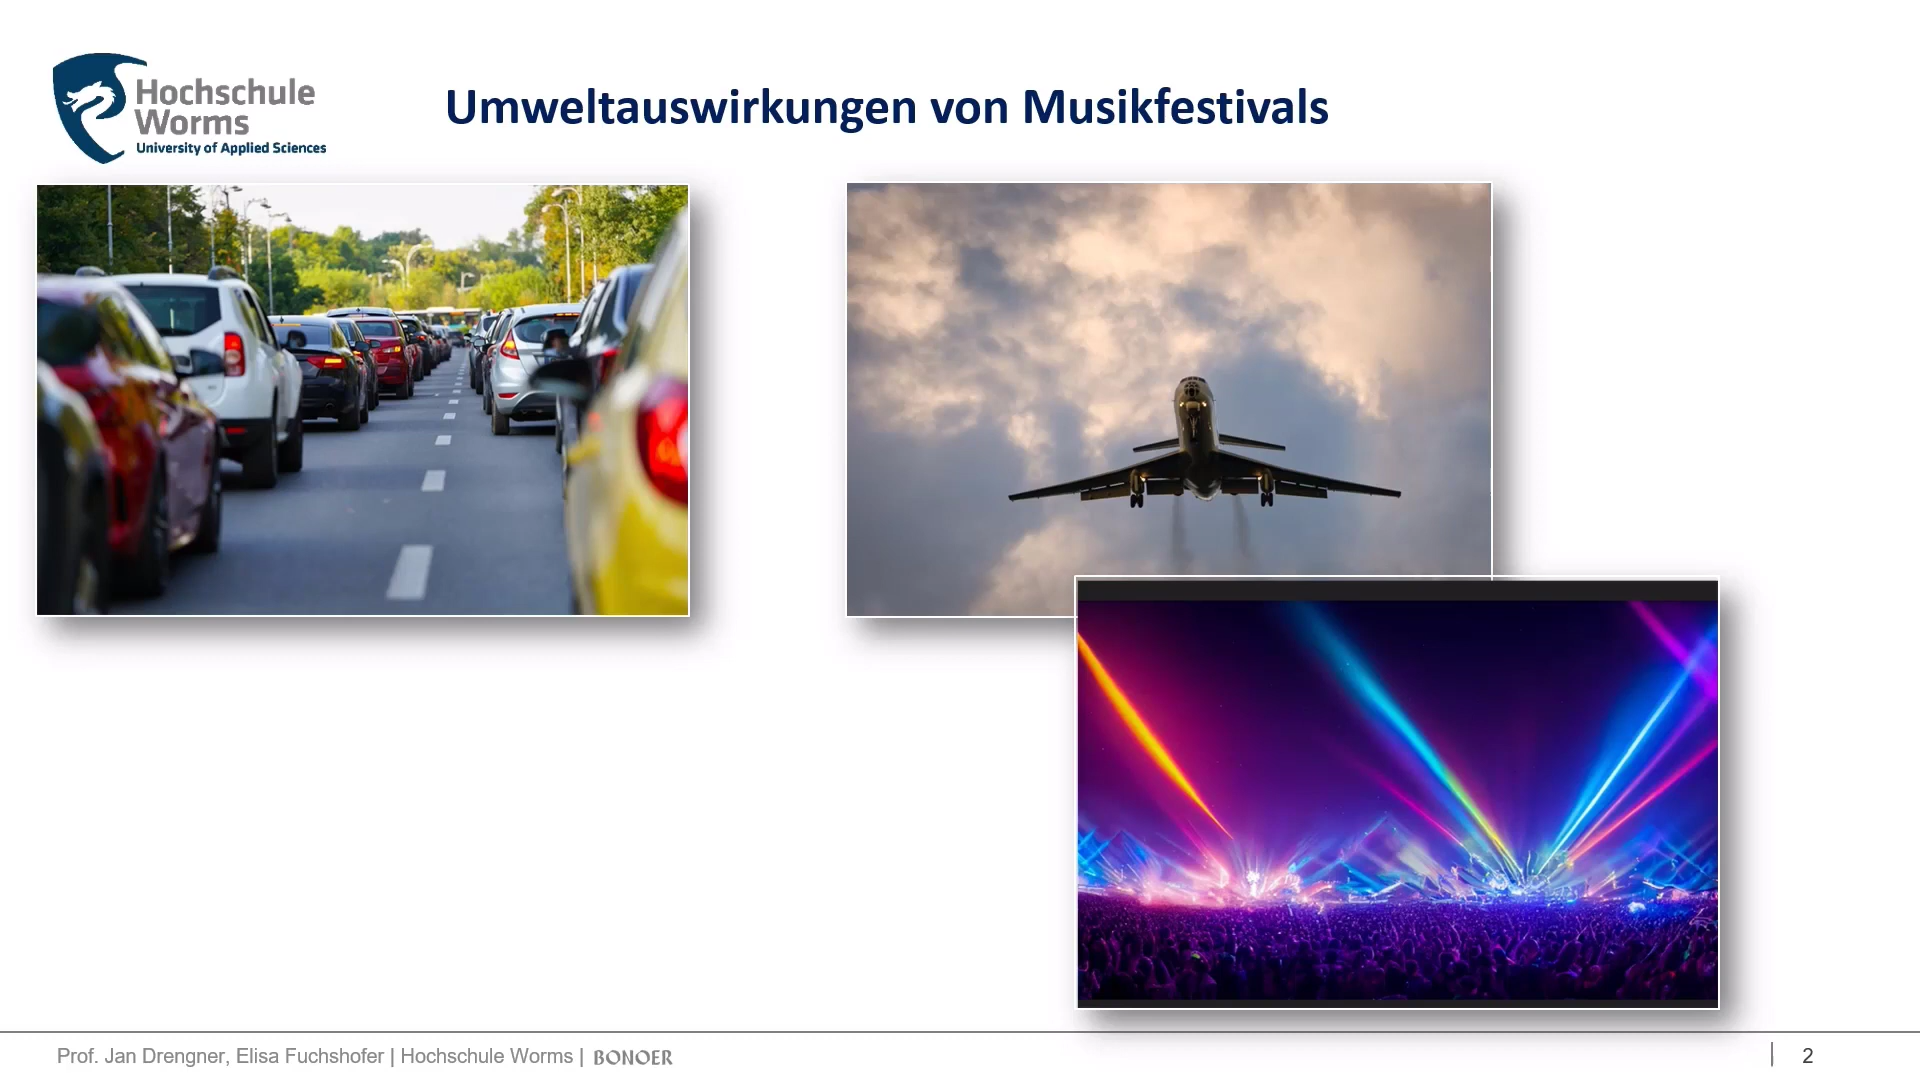 Hochschule
Worms
University of Applied Sciences
Umweltauswirkungen von Musikfestivals
Prof. Jan Drengner, Elisa Fuchshofer | Hochschule Worms | BONOER
2